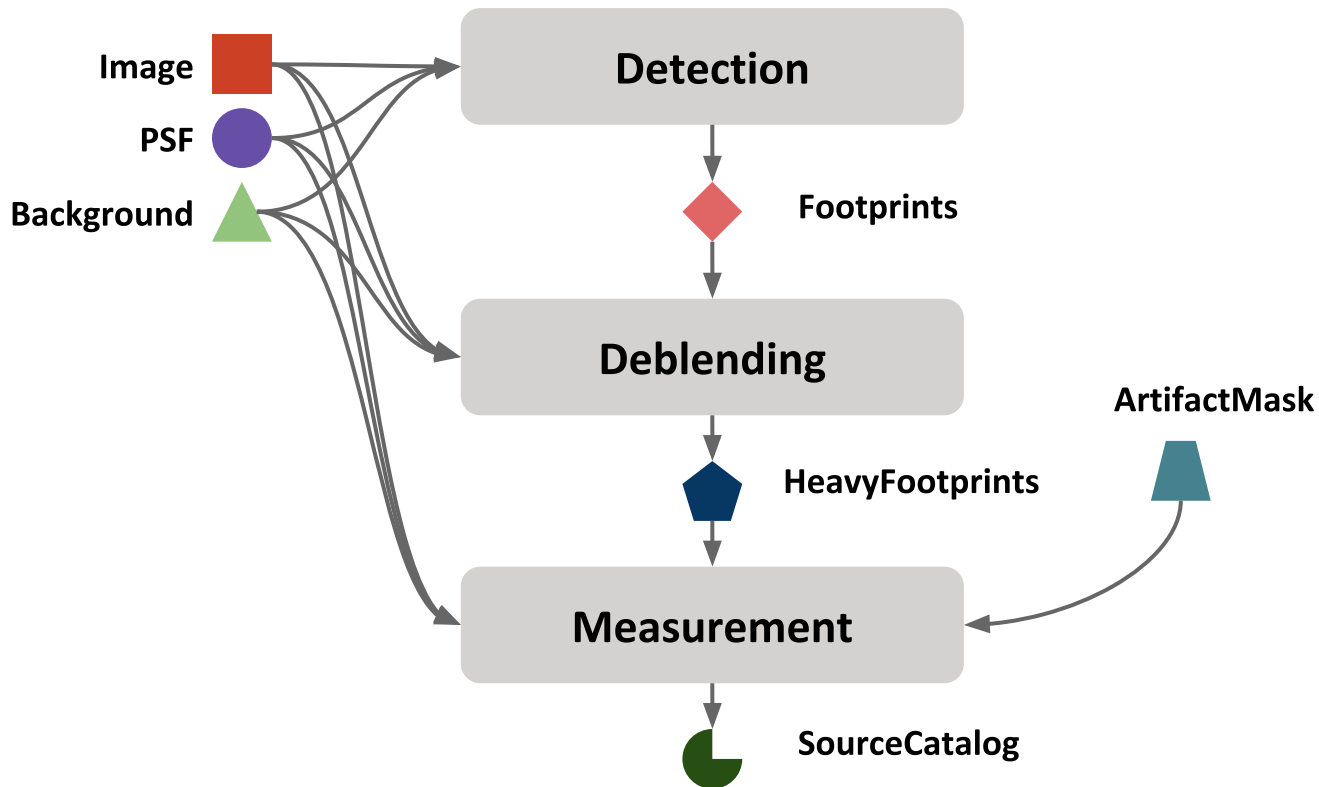 Image
PSF
Background
Detection
Footprints
Deblending
ArtifactMask
HeavyFootprints
Measurement
SourceCatalog